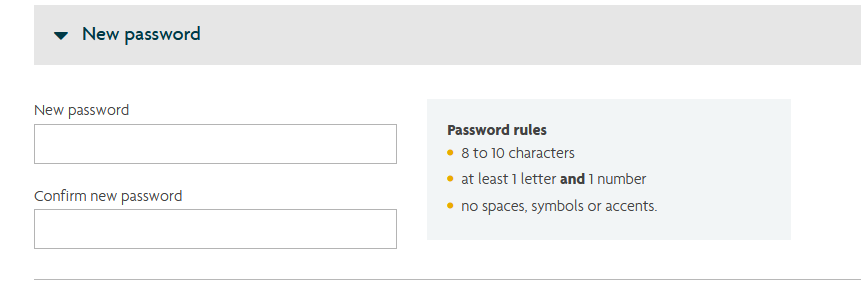 New password
New password
Confirm new password
Password rules
8 to 10 characters
at least 1 letter and 1 number
no spaces, symbols or accents.